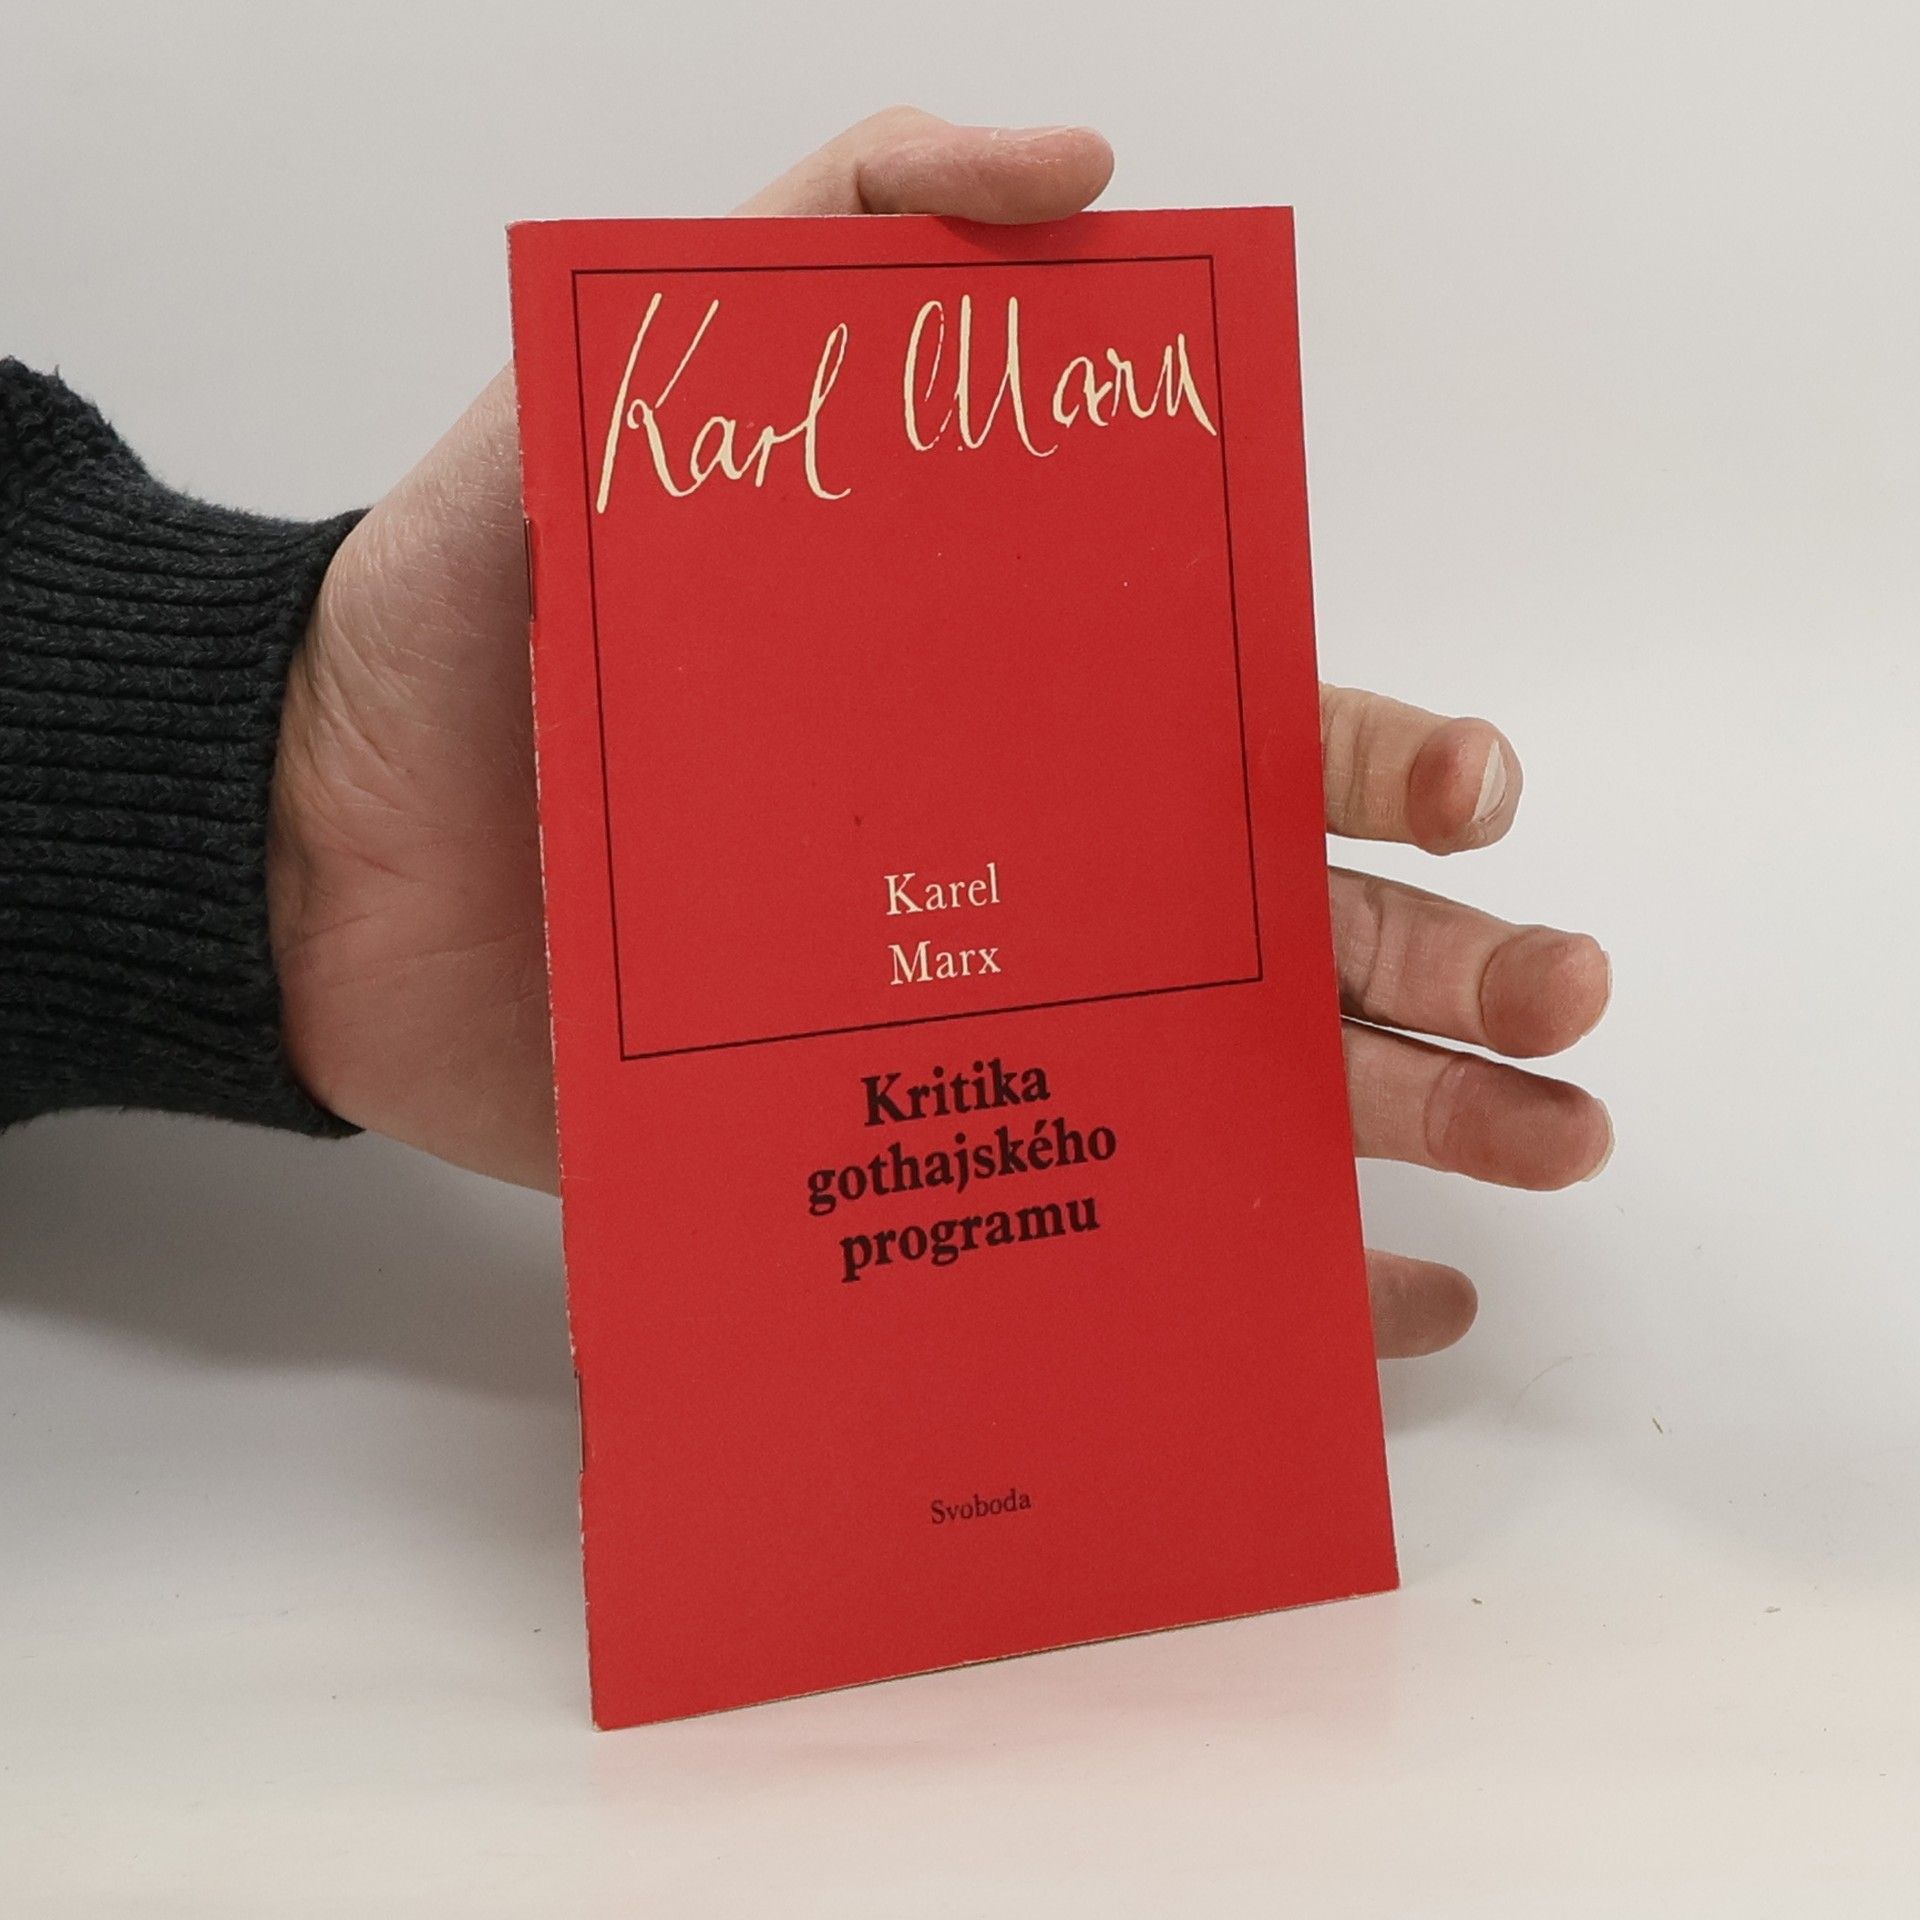 Karl Marx
Karel
Marx
Kritika
gothajského
programu
Svoboda